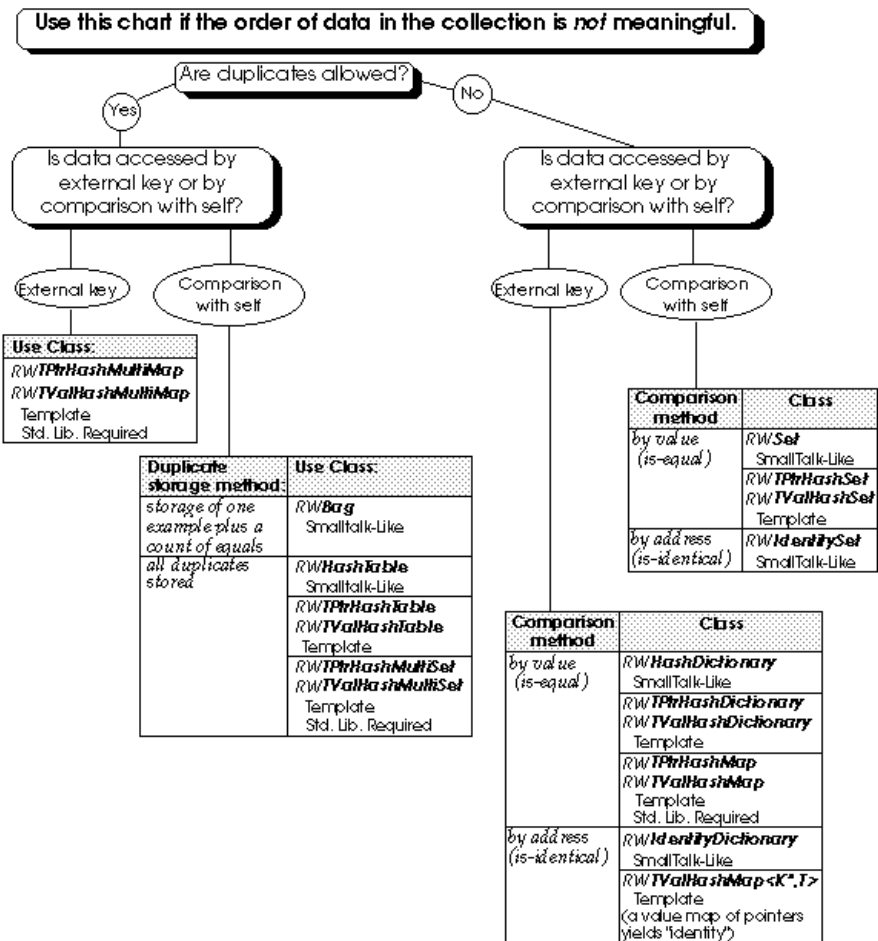 Use this chart if the order of data in the collection is not meaningful.
Are duplicates allowed?
Yes
No
Is data accessed by
external key or by
comparison with self?
External key
Comparison
with self
Use Class:
RWTPtrHashMultiMap
RWTValHashMultiMap
Template
Std. Lib. Required
Duplicate
storage method:
Use Class:
storage of one
example plus a
count of equals
RWBag
Smalltalk-Like
all duplicates
stored
RWHashTable
Smalltalk-Like
RWTPtrHashTable
RWTValHashTable
Template
RWTPtrHashMultiSet
RWTValHashMultiSet
Template
Std. Lib. Required
Is data accessed by
external key or by
comparison with self?
External key
Comparison
with self
Comparison
method
Class
by value
(is-equal)
RWSet
SmallTalk-Like
RWTPtrHashSet
RWTValHashSet
Template
by address
(is-identical)
RWIdentitySet
SmallTalk-Like
Comparison
method
Class
by value
(is-equal)
RWHashDictionary
SmallTalk-Like
RWTPtrHashDictionary
RWTValHashDictionary
Template
RWTPtrHashMap
RWTValHashMap
Template
Std. Lib. Required
by address
(is-identical)
RWIdentityDictionary
SmallTalk-Like
RWTValHashMap<K*,T>
Template
(a value map of pointers
yields "identity")